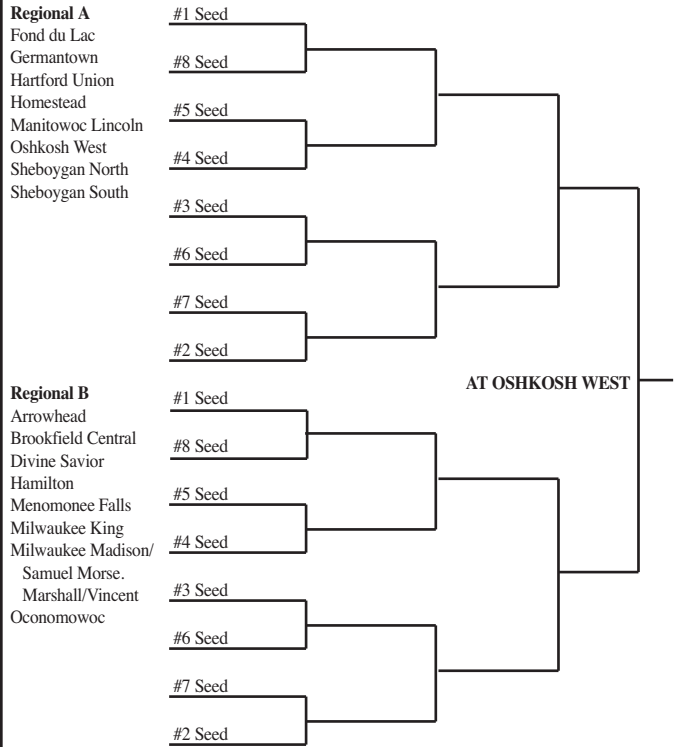 Regional A
Fond du Lac
Germantown
Hartford Union
Homestead
Manitowoc Lincoln
Oshkosh West
Sheboygan North
Sheboygan South
#1 Seed
#8 Seed
#5 Seed
#4 Seed
#3 Seed
#6 Seed
#7 Seed
#2 Seed
AT OSHKOSH WEST
Regional B
Arrowhead
Brookfield Central
Divine Savior
Hamilton
Menomonee Falls
Milwaukee King
Milwaukee Madison/
Samuel Morse.
Marshall/Vincent
Oconomowoc
#1 Seed
#8 Seed
#5 Seed
#4 Seed
#3 Seed
#6 Seed
#7 Seed
#2 Seed